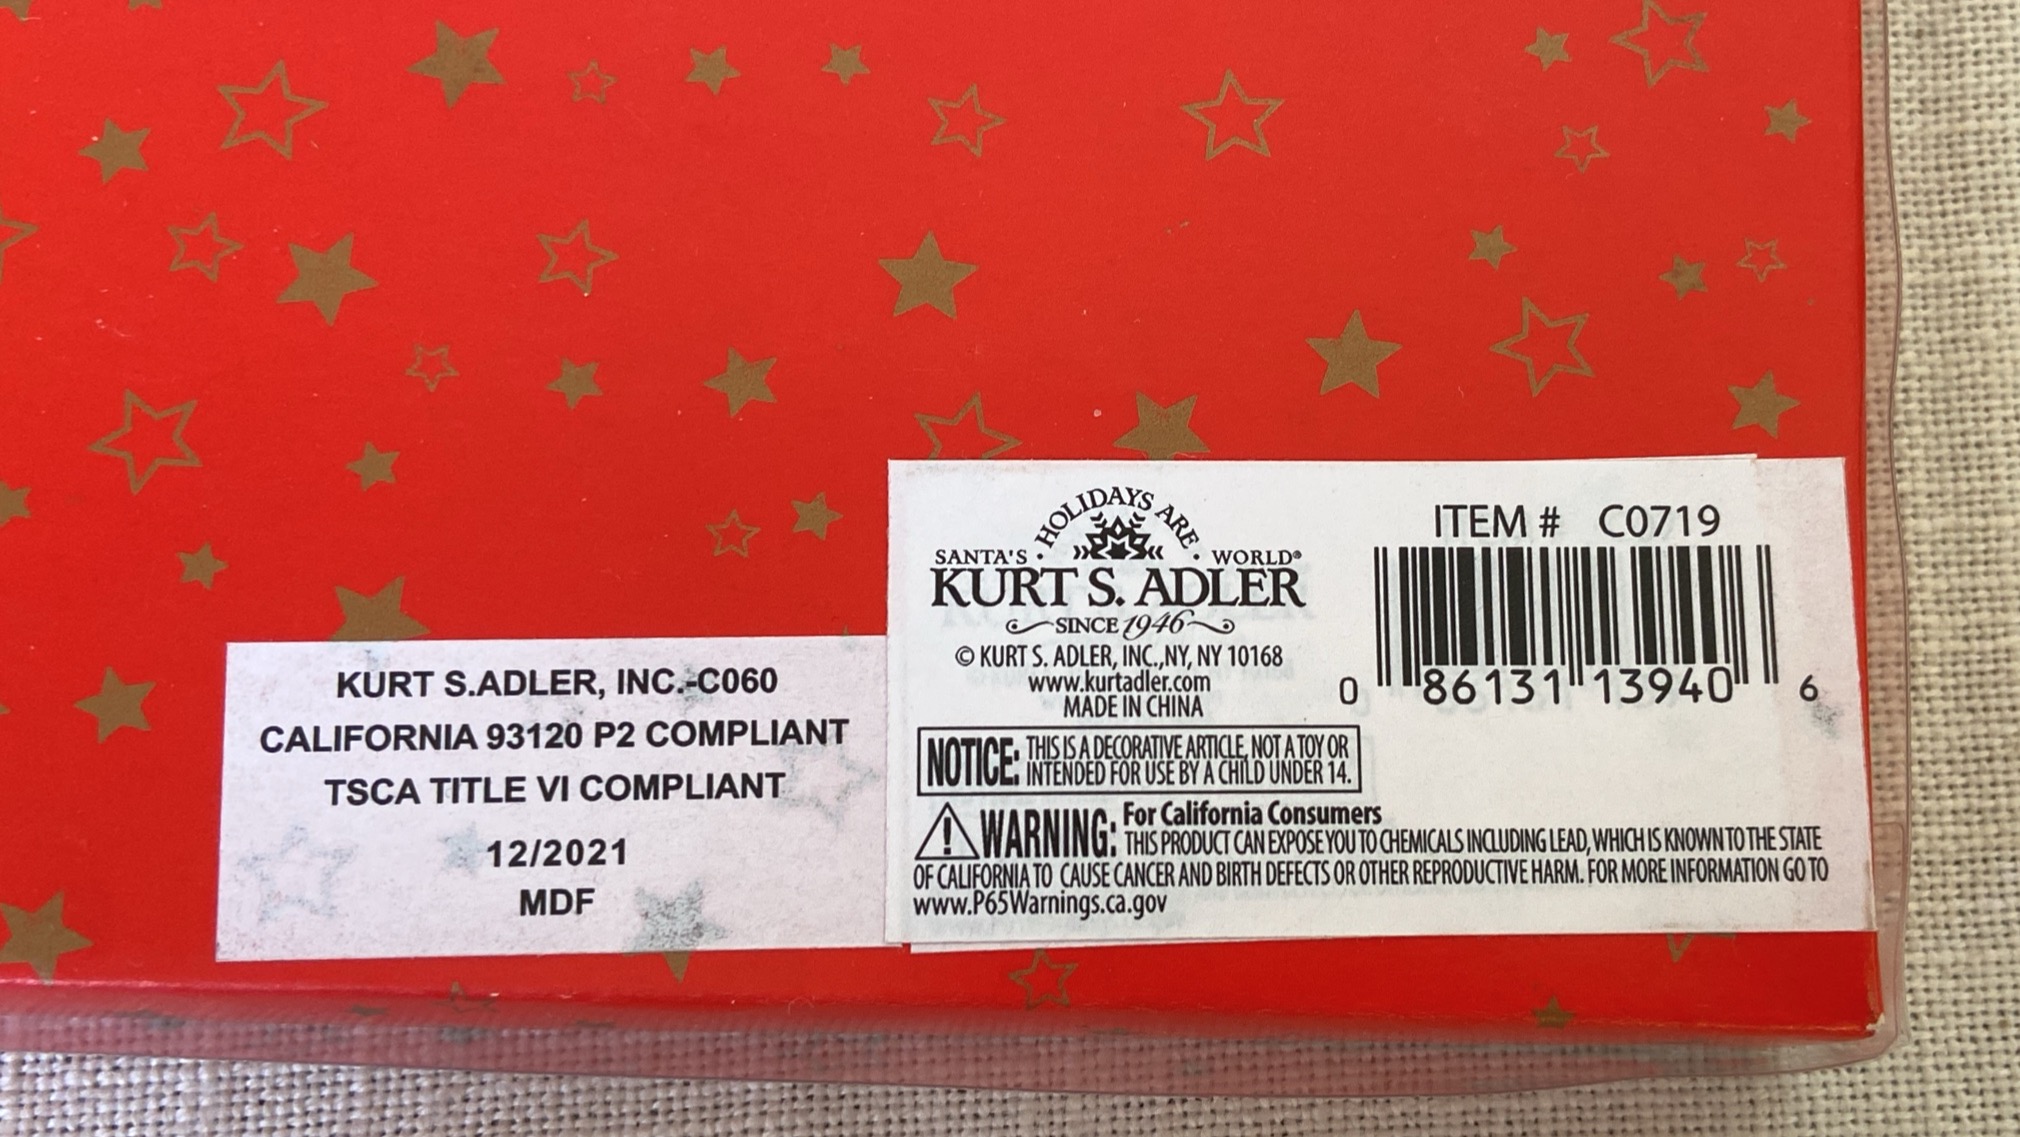 KURT S.ADLER, INC.-C060
CALIFORNIA 93120 P2 COMPLIANT
TSCA TITLE VI COMPLIANT
12/2021
MDF
HOLIDAYS ARE
SANTA'S · · WORLD®
KURT S. ADLER
SINCE 1946
© KURT S. ADLER, INC.,NY, NY 10168
www.kurtadler.com
MADE IN CHINA
ITEM # C0719
0 86131 13940 6
NOTICE: THIS IS A DECORATIVE ARTICLE, NOT A TOY OR
INTENDED FOR USE BY A CHILD UNDER 14.
WARNING: For California Consumers
THIS PRODUCT CAN EXPOSE YOU TO CHEMICALS INCLUDING LEAD, WHICH IS KNOWN TO THE STATE
OF CALIFORNIA TO CAUSE CANCER AND BIRTH DEFECTS OR OTHER REPRODUCTIVE HARM. FOR MORE INFORMATION GO TO
www.P65Warnings.ca.gov